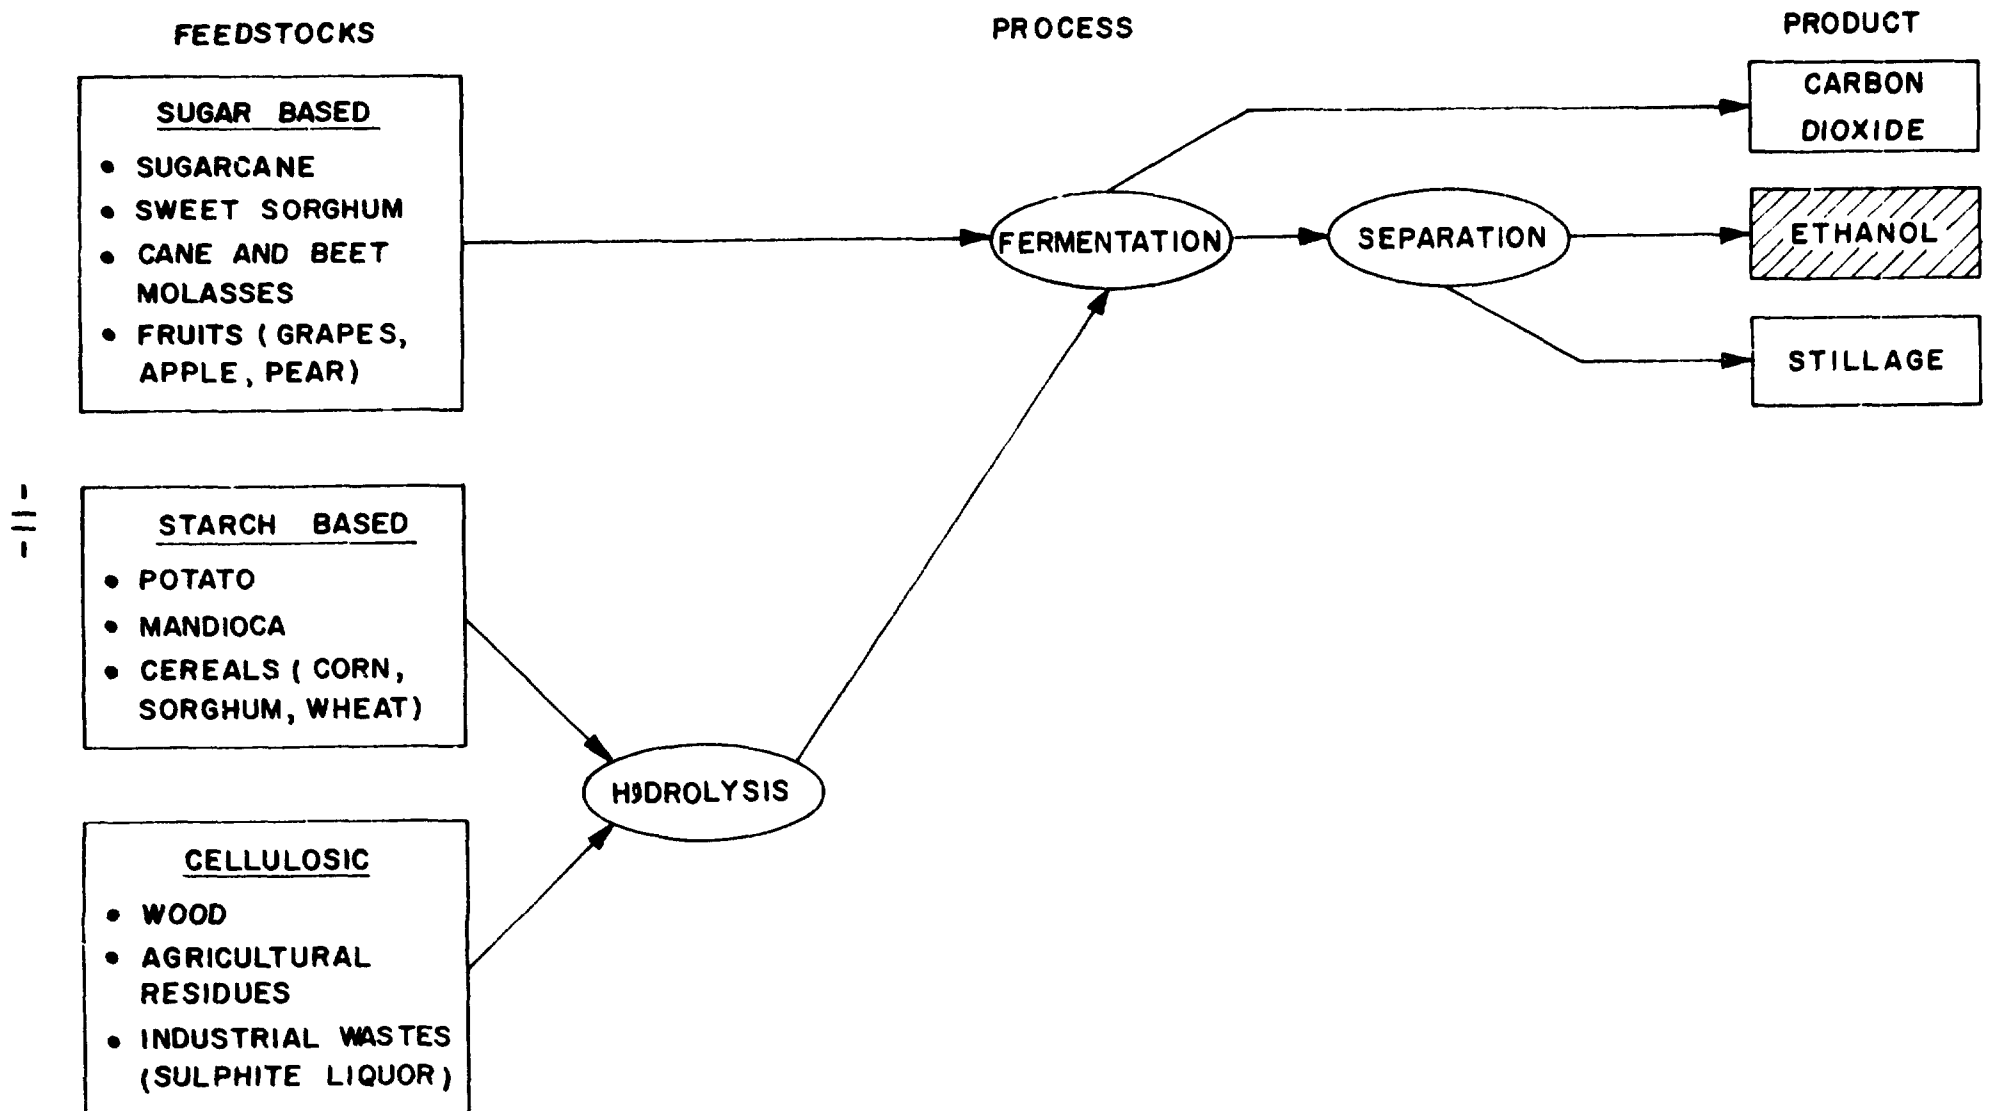 FEEDSTOCKS
PROCESS
PRODUCT
SUGAR BASED
• SUGARCANE
• SWEET SORGHUM
• CANE AND BEET
MOLASSES
• FRUITS (GRAPES,
APPLE, PEAR)
FERMENTATION
SEPARATION
CARBON
DIOXIDE
ETHANOL
STILLAGE
- 11 -
STARCH BASED
• POTATO
• MANDIOCA
• CEREALS (CORN,
SORGHUM, WHEAT)
HYDROLYSIS
CELLULOSIC
• WOOD
• AGRICULTURAL
RESIDUES
• INDUSTRIAL WASTES
(SULPHITE LIQUOR)